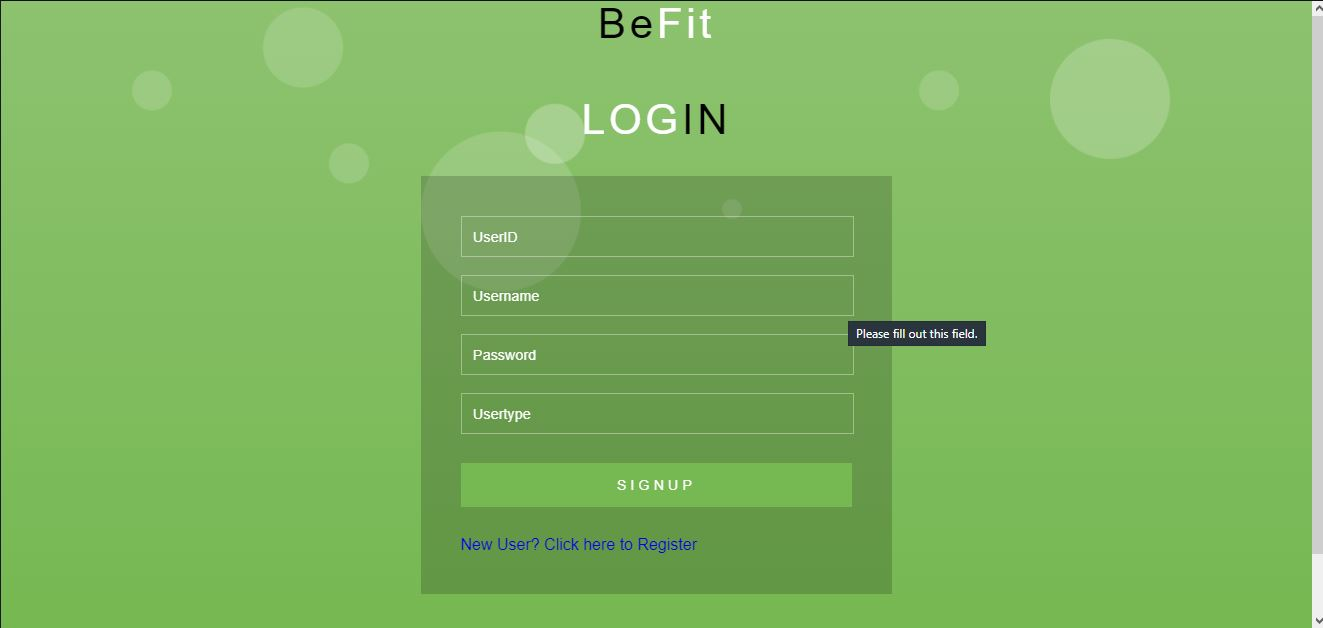 BeFit
LOGIN
UserID
Username
Please fill out this field.
Password
Usertype
SIGNUP
New User? Click here to Register